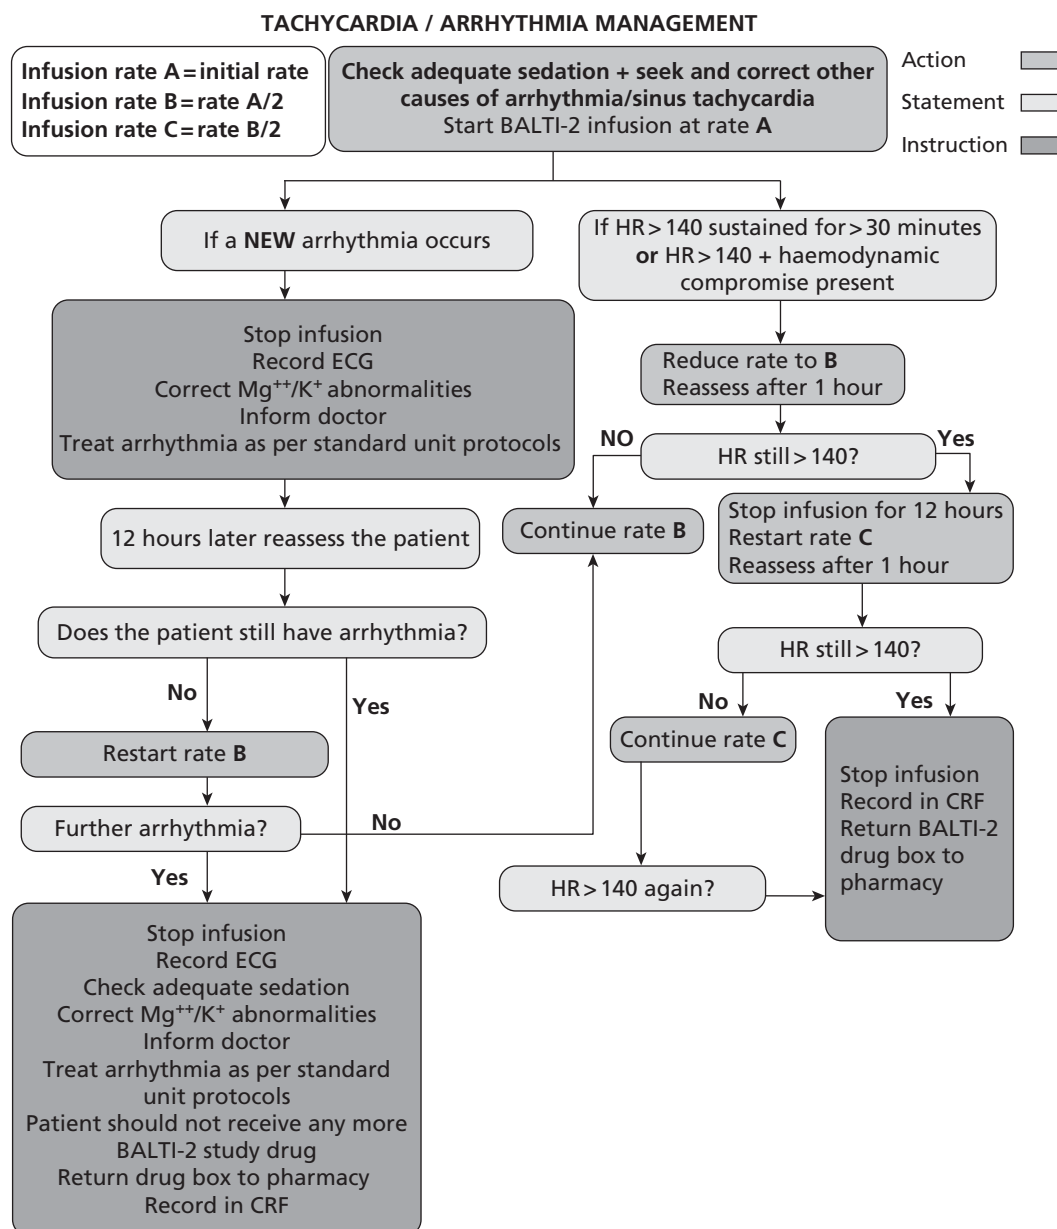 TACHYCARDIA / ARRHYTHMIA MANAGEMENT
Infusion rate A = initial rate
Infusion rate B = rate A/2
Infusion rate C = rate B/2
Check adequate sedation + seek and correct other
causes of arrhythmia/sinus tachycardia
Start BALTI-2 infusion at rate A
Action
Statement
Instruction
If a NEW arrhythmia occurs
If HR > 140 sustained for > 30 minutes
or HR > 140 + haemodynamic
compromise present
Stop infusion
Record ECG
Correct Mg++/K+ abnormalities
Inform doctor
Treat arrhythmia as per standard unit protocols
Reduce rate to B
Reassess after 1 hour
NO
HR still > 140?
Yes
12 hours later reassess the patient
Continue rate B
Stop infusion for 12 hours
Restart rate C
Reassess after 1 hour
Does the patient still have arrhythmia?
HR still > 140?
No
Yes
No
Yes
Restart rate B
Continue rate C
Stop infusion
Record in CRF
Return BALTI-2
drug box to
pharmacy
Further arrhythmia?
No
Yes
HR > 140 again?
Stop infusion
Record ECG
Check adequate sedation
Correct Mg++/K+ abnormalities
Inform doctor
Treat arrhythmia as per standard
unit protocols
Patient should not receive any more
BALTI-2 study drug
Return drug box to pharmacy
Record in CRF